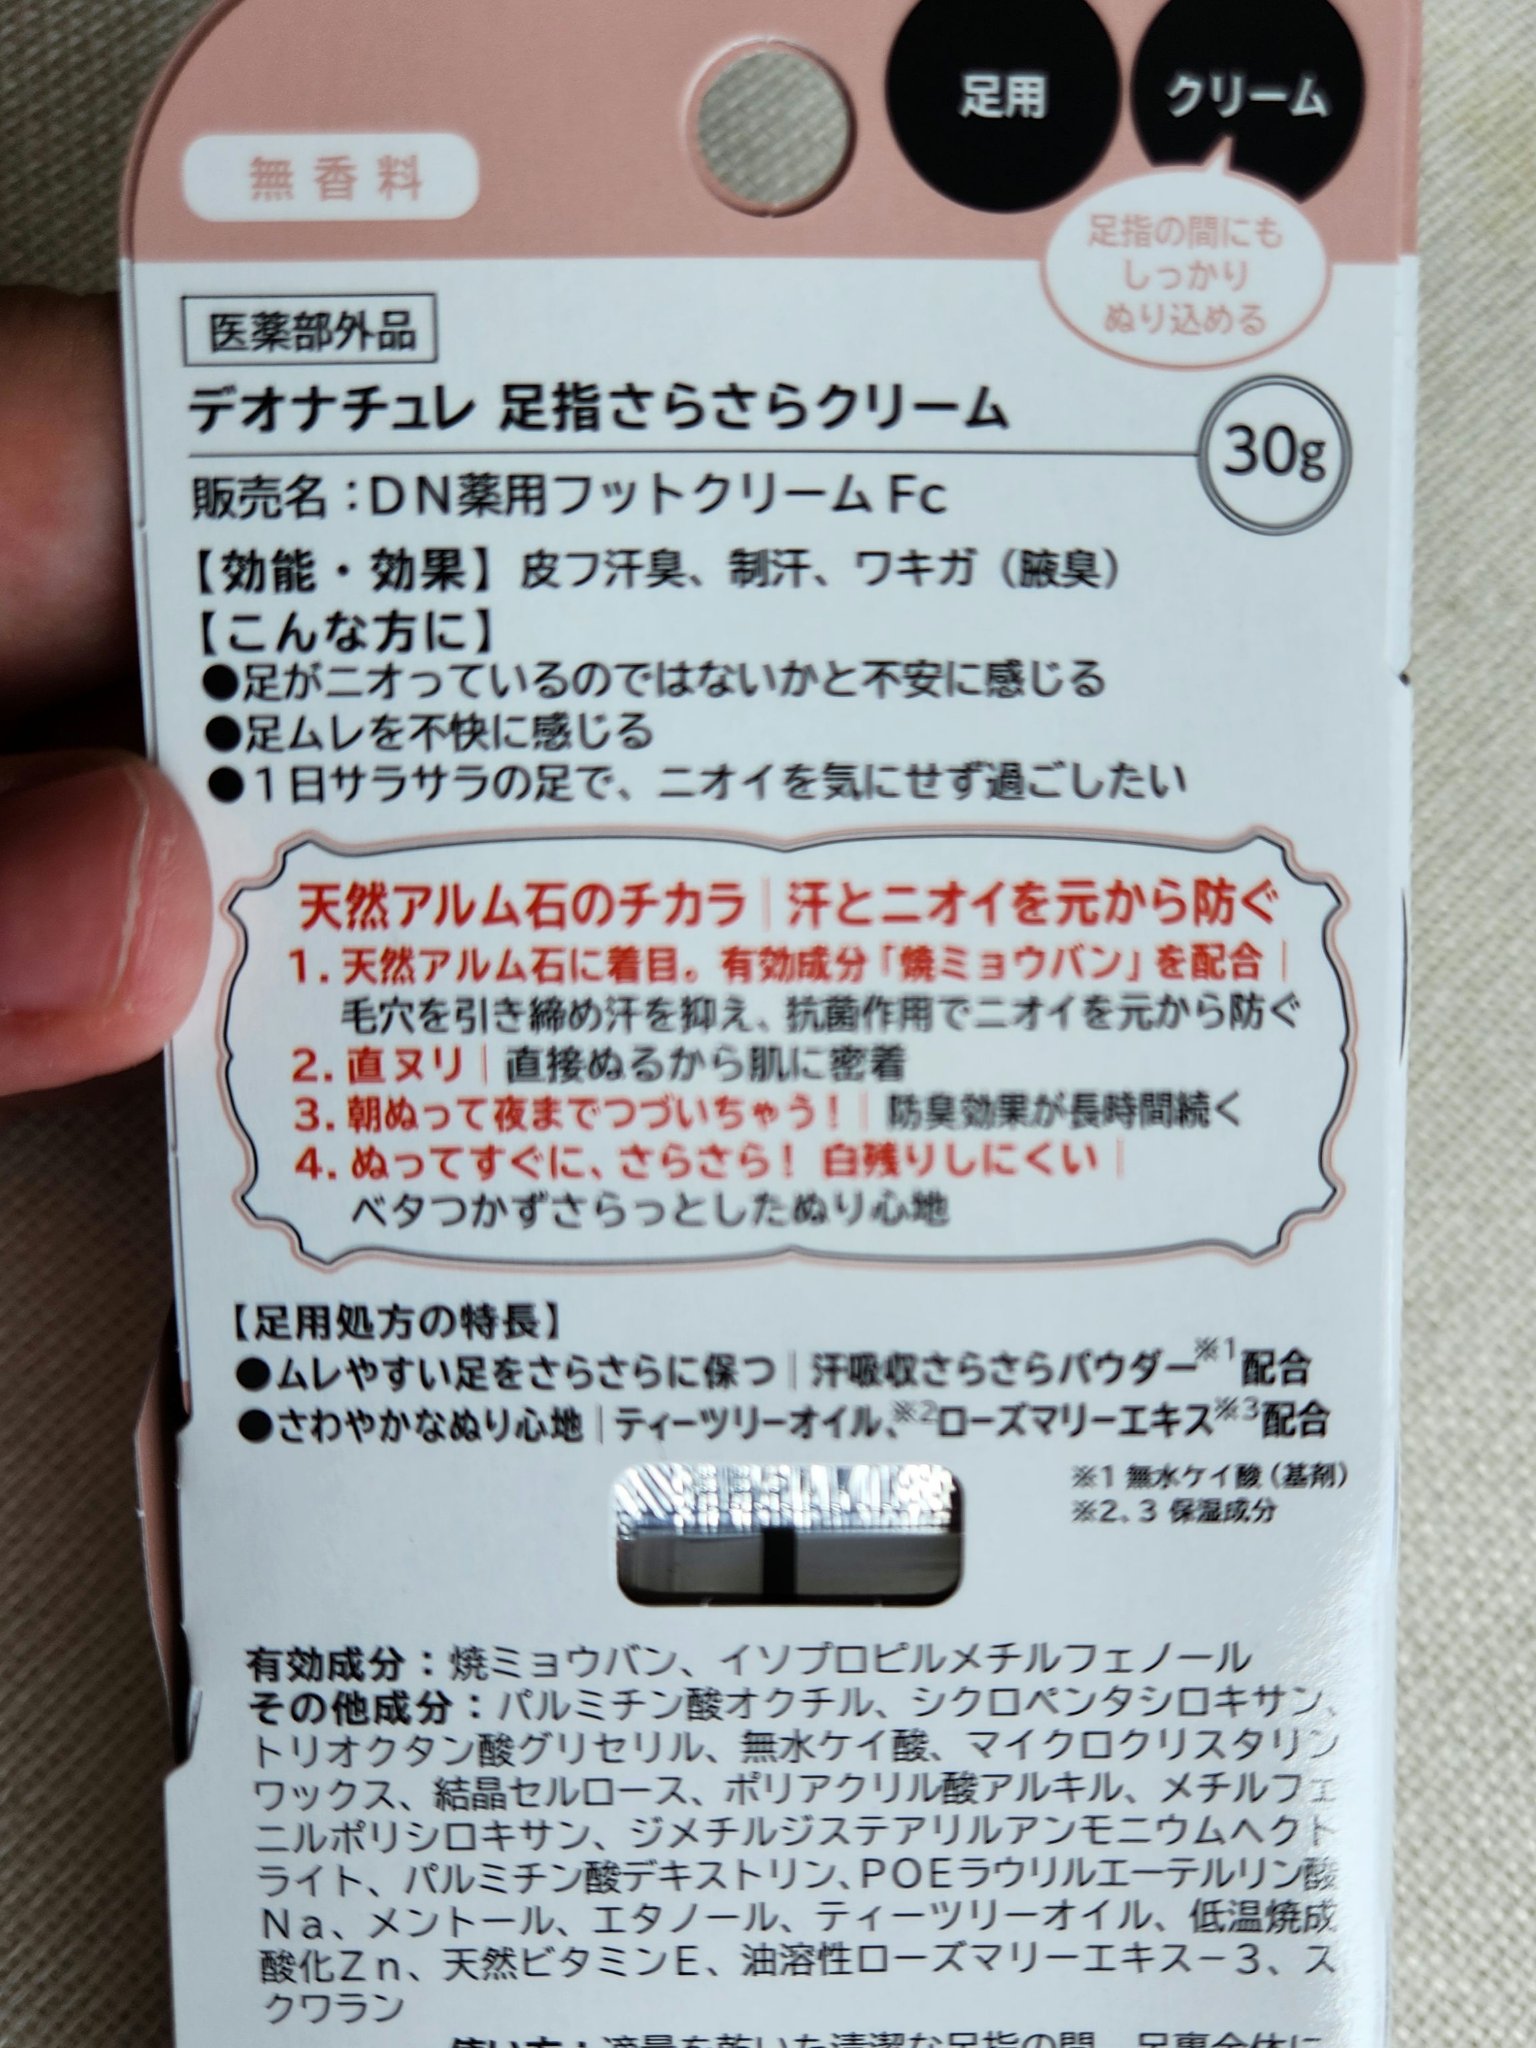 足用
クリーム
無香料
足指の間にも
しっかり
ぬり込める
医薬部外品
デオナチュレ 足指さらさらクリーム
30g
販売名：DN薬用フットクリーム Fc
【効能・効果】皮フ汗臭、制汗、ワキガ（腋臭）
【こんな方に】
●足がニオっているのではないかと不安に感じる
●足ムレを不快に感じる
●1日サラサラの足で、ニオイを気にせず過ごしたい
天然アルム石のチカラ｜汗とニオイを元から防ぐ
1. 天然アルム石に着目。有効成分「焼ミョウバン」を配合｜
毛穴を引き締め汗を抑え、抗菌作用でニオイを元から防ぐ
2. 直ヌリ｜直接ぬるから肌に密着
3. 朝ぬって夜までつづいちゃう！｜防臭効果が長時間続く
4. ぬってすぐに、さらさら！ 白残りしにくい｜
ベタつかずさらっとしたぬり心地
【足用処方の特長】
●ムレやすい足をさらさらに保つ｜汗吸収さらさらパウダー※1配合
●さわやかなぬり心地｜ティーツリーオイル、※2ローズマリーエキス※3配合
※1 無水ケイ酸（基剤）
※2、3 保湿成分
有効成分：焼ミョウバン、イソプロピルメチルフェノール
その他成分：パルミチン酸オクチル、シクロペンタシロキサン、
トリオクタン酸グリセリル、無水ケイ酸、マイクロクリスタリン
ワックス、結晶セルロース、ポリアクリル酸アルキル、メチルフェ
ニルポリシロキサン、ジメチルジステアリルアンモニウムヘクト
ライト、パルミチン酸デキストリン、POEラウリルエーテルリン酸
Na、メントール、エタノール、ティーツリーオイル、低温焼成
酸化Zn、天然ビタミンE、油溶性ローズマリーエキス－3、ス
クワラン
使い方：適量を乾いた清潔な足指の間、足裏全体に